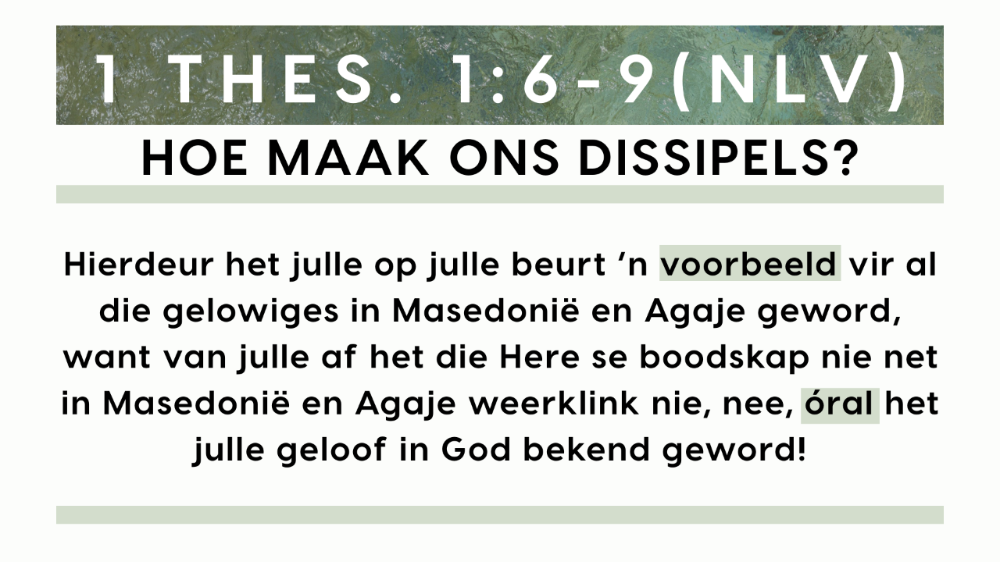 1 THES. 1:6-9(NLV)
HOE MAAK ONS DISSIPELS?
Hierdeur het julle op julle beurt ‘n voorbeeld vir al
die gelowiges in Masedonië en Agaje geword,
want van julle af het die Here se boodskap nie net
in Masedonië en Agaje weerklink nie, nee, óral het
julle geloof in God bekend geword!